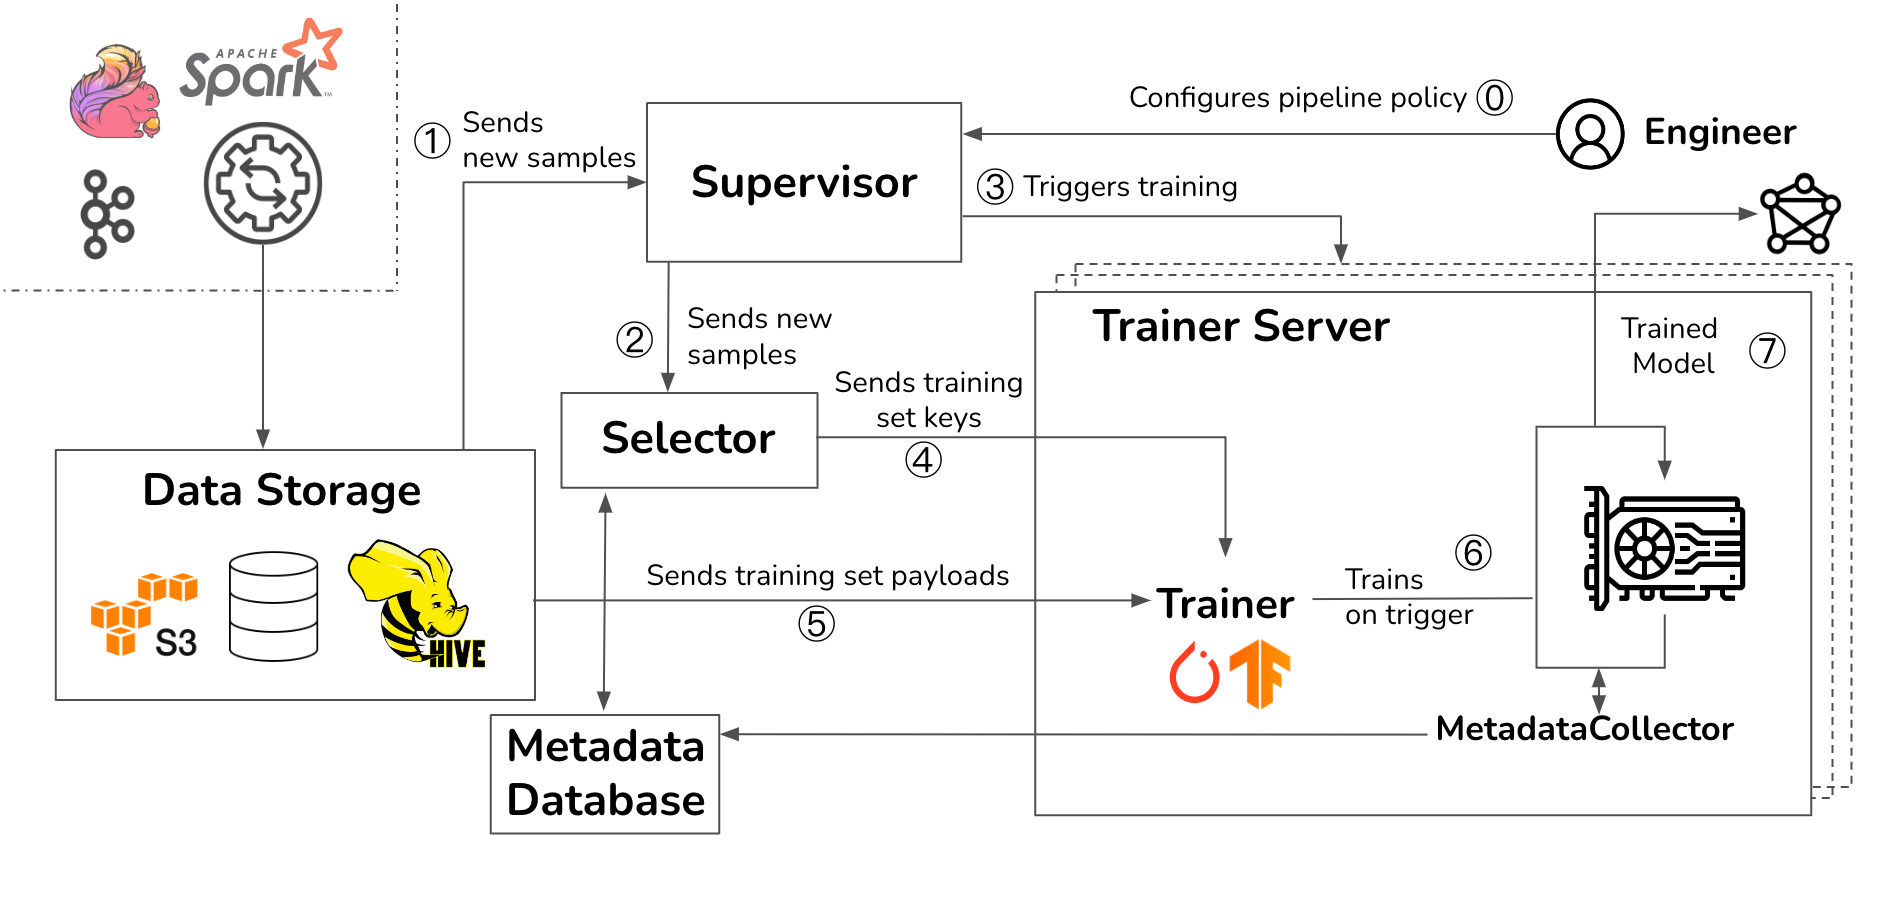 APACHE
Spark™
① Sends
new samples
Supervisor
Configures pipeline policy ⓪
Engineer
③ Triggers training
② Sends new
samples
Trainer Server
Trained
Model
⑦
Selector
Sends training
set keys
④
Data Storage
S3
HIVE
Sends training set payloads
⑤
Trainer
⑥
Trains
on trigger
Metadata
Database
MetadataCollector